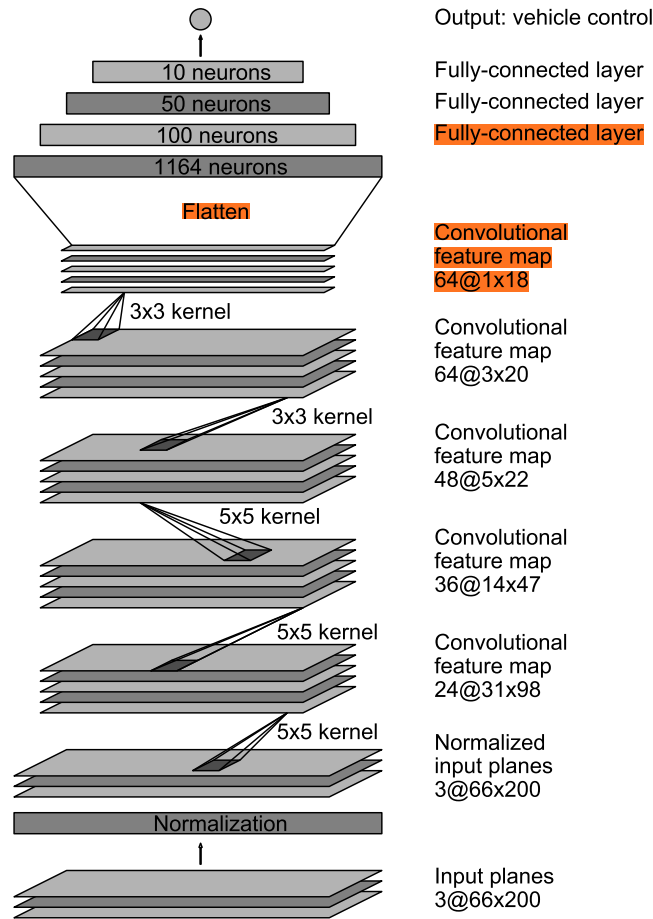 Output: vehicle control
10 neurons
Fully-connected layer
50 neurons
Fully-connected layer
100 neurons
Fully-connected layer
1164 neurons
Flatten
Convolutional
feature map
64@1x18
3x3 kernel
Convolutional
feature map
64@3x20
3x3 kernel
Convolutional
feature map
48@5x22
5x5 kernel
Convolutional
feature map
36@14x47
5x5 kernel
Convolutional
feature map
24@31x98
5x5 kernel
Normalized
input planes
3@66x200
Normalization
Input planes
3@66x200